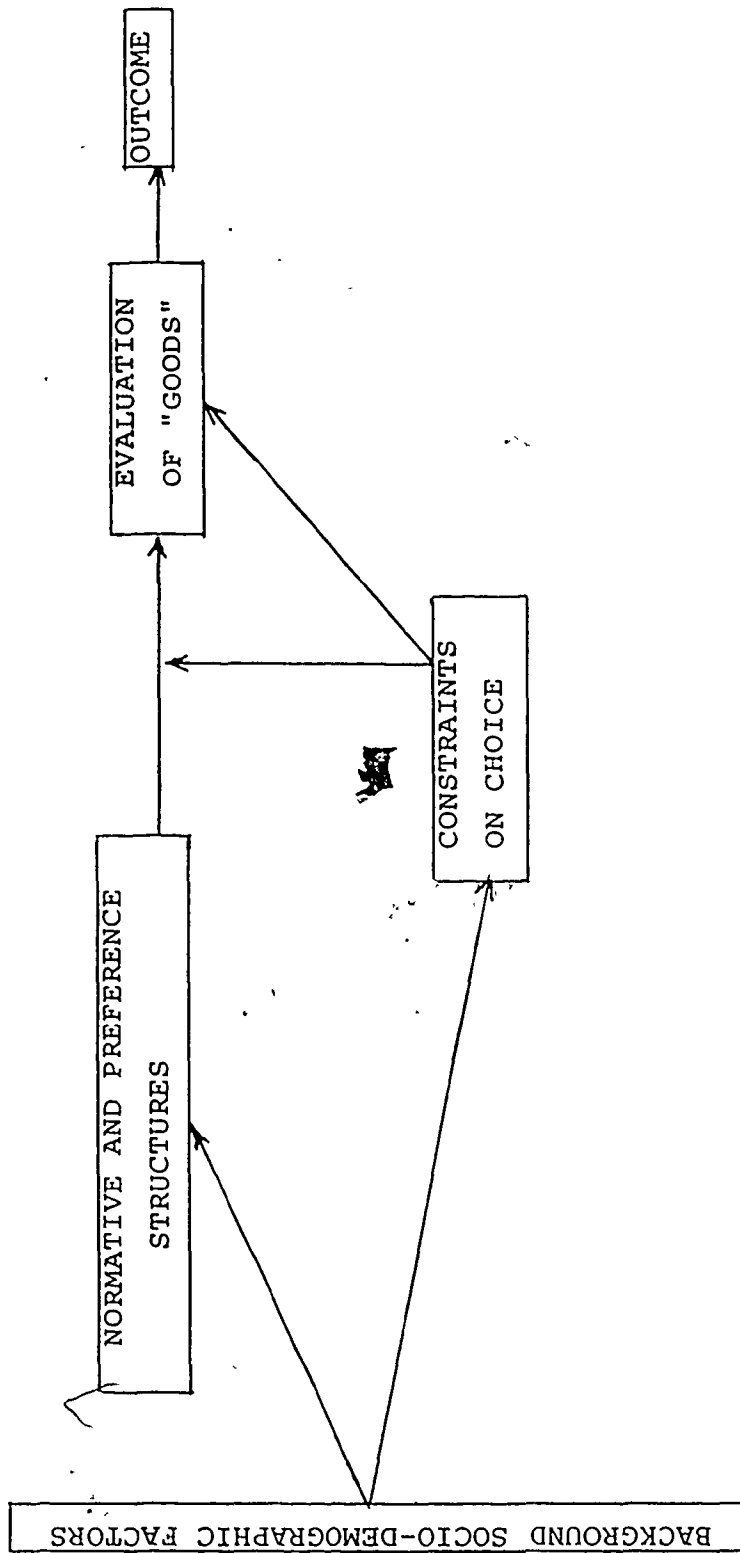 BACKGROUND SOCIO-DEMOGRAPHIC FACTORS
NORMATIVE AND PREFERENCE
STRUCTURES
CONSTRAINTS
ON CHOICE
EVALUATION
OF "GOODS"
OUTCOME